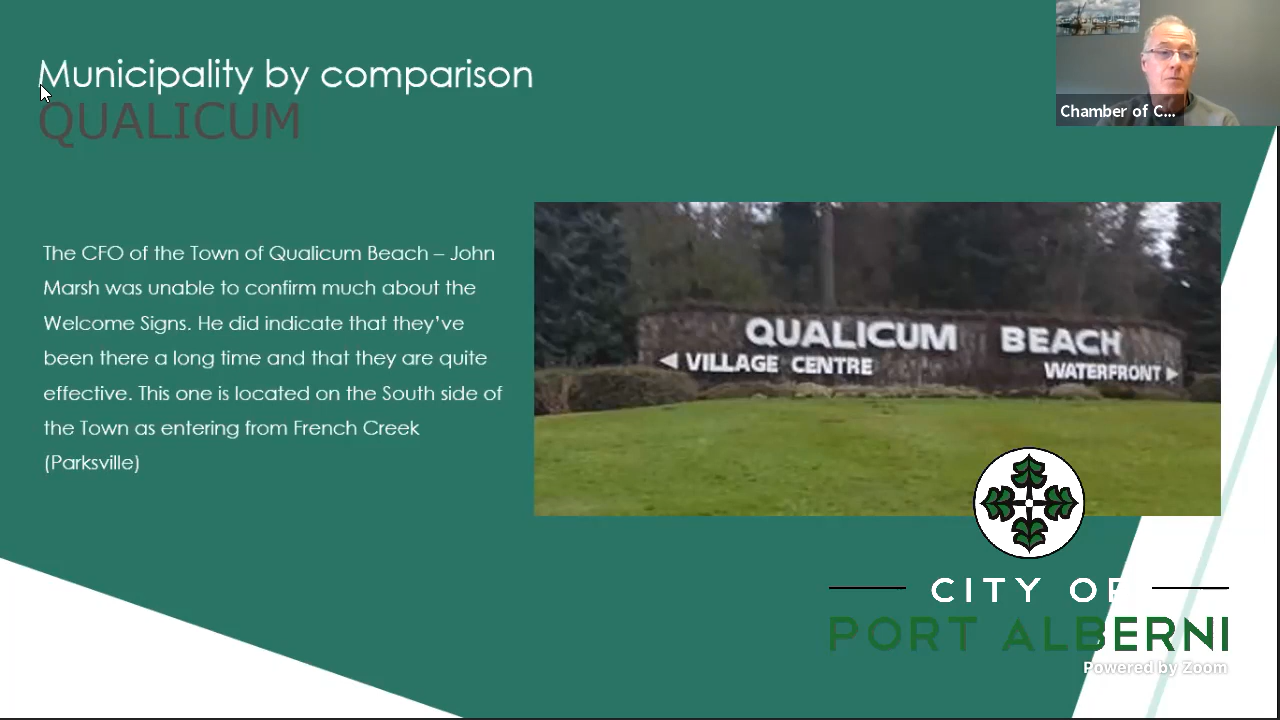 Municipality by comparison
QUALICUM
Chamber of C...
The CFO of the Town of Qualicum Beach – John
Marsh was unable to confirm much about the
Welcome Signs. He did indicate that they’ve
been there a long time and that they are quite
effective. This one is located on the South side of
the Town as entering from French Creek
(Parksville)
QUALICUM BEACH
VILLAGE CENTRE
WATERFRONT
CITY OF
PORT ALBERNI
Powered by Zoom